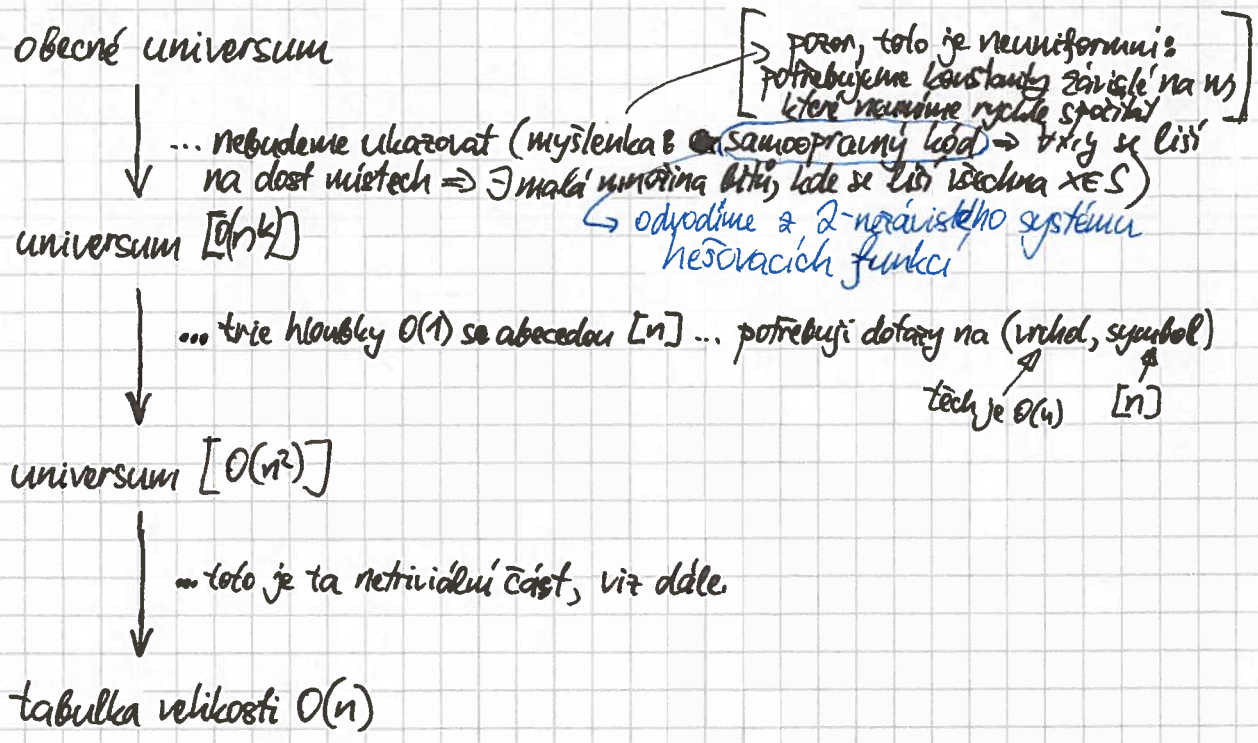 obecné universum
[pozor, toto je neuniformní:
potřebujeme konstanty závislé na w,
které neumíme rychle spočítat]
... nebudeme ukazovat (myšlenka: samoopravný kód ⇒ ∀x,y se liší
na dost místech ⇒ ∃ malá množina bitů, kde se liší všechna x∈S)
↳ odvodíme z 2-nezávislého systému
hešovacích funkcí
universum [O(n^k)]
... trie hloubky O(1) se abecedou [n] ... potřebuji dotazy na (vrchol, symbol)
těch je O(n) [n]
universum [O(n²)]
... toto je ta netriviální část, viz dále.
tabulka velikosti O(n)